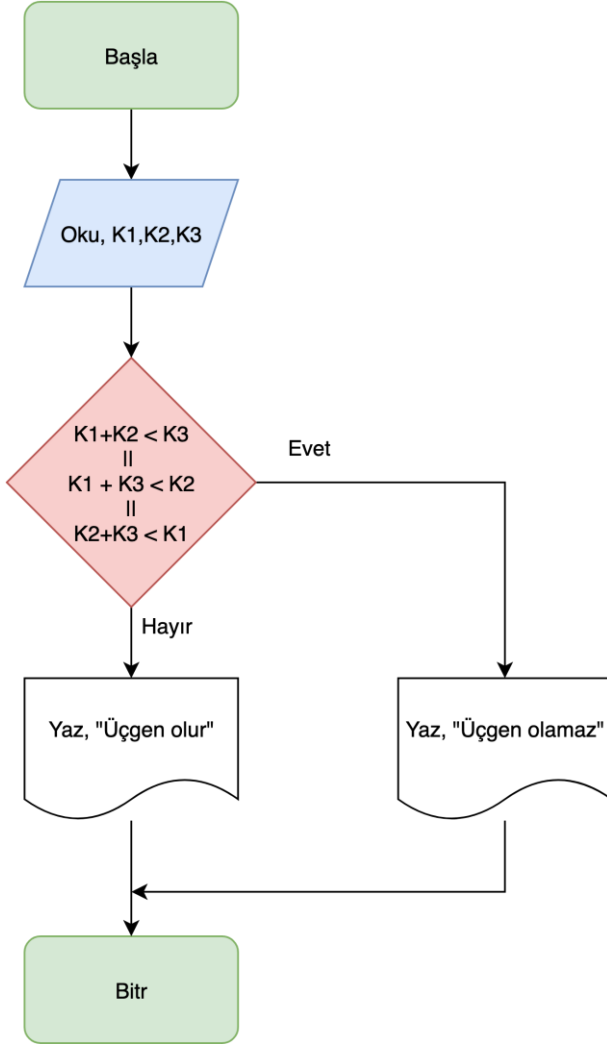 Başla
Oku, K1,K2,K3
K1+K2 < K3
||
K1 + K3 < K2
||
K2+K3 < K1
Evet
Hayır
Yaz, "Üçgen olur"
Yaz, "Üçgen olamaz"
Bitr